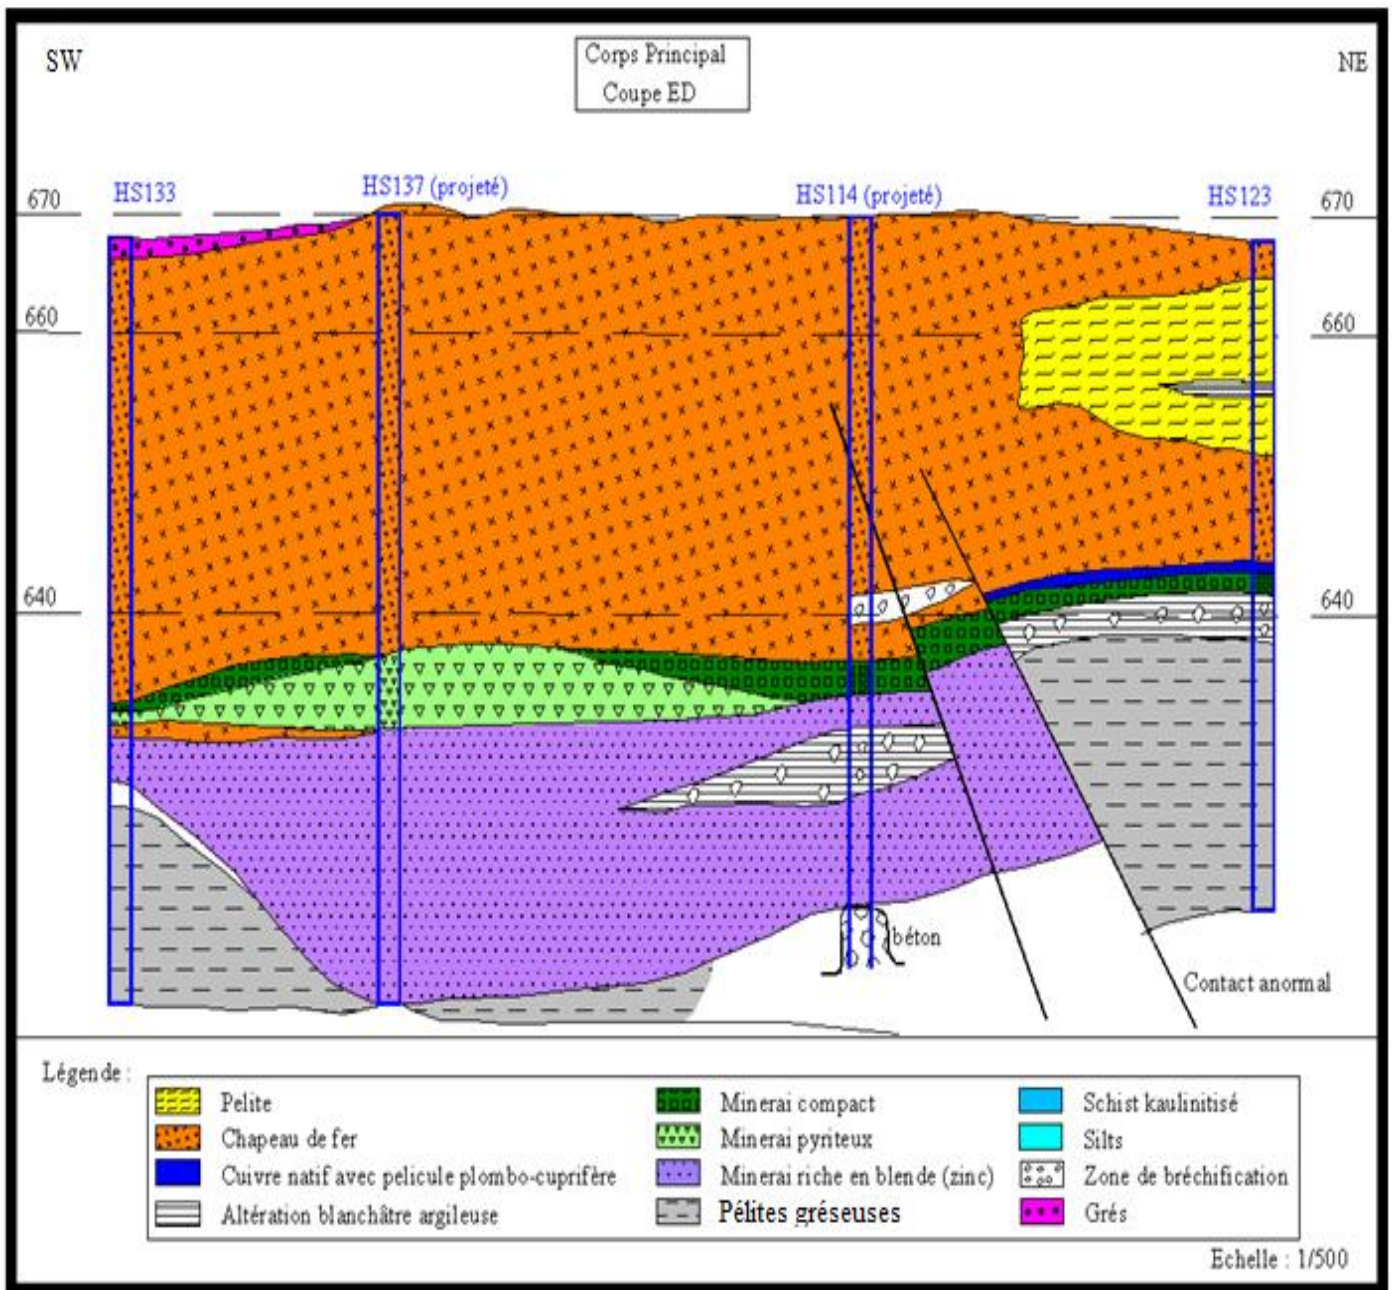 SW
Corps Principal
Coupe ED
NE
HS133
HS137 (projeté)
HS114 (projeté)
HS123
670
670
660
660
640
640
béton
Contact anormal
Légende :
Pelite
Chapeau de fer
Cuivre natif avec pelicule plombo-cuprifère
Altération blanchâtre argileuse
Minerai compact
Minerai pyriteux
Minerai riche en blende (zinc)
Pélites gréseuses
Schist kaulinitisé
Silts
Zone de bréchification
Grés
Echelle : 1/500